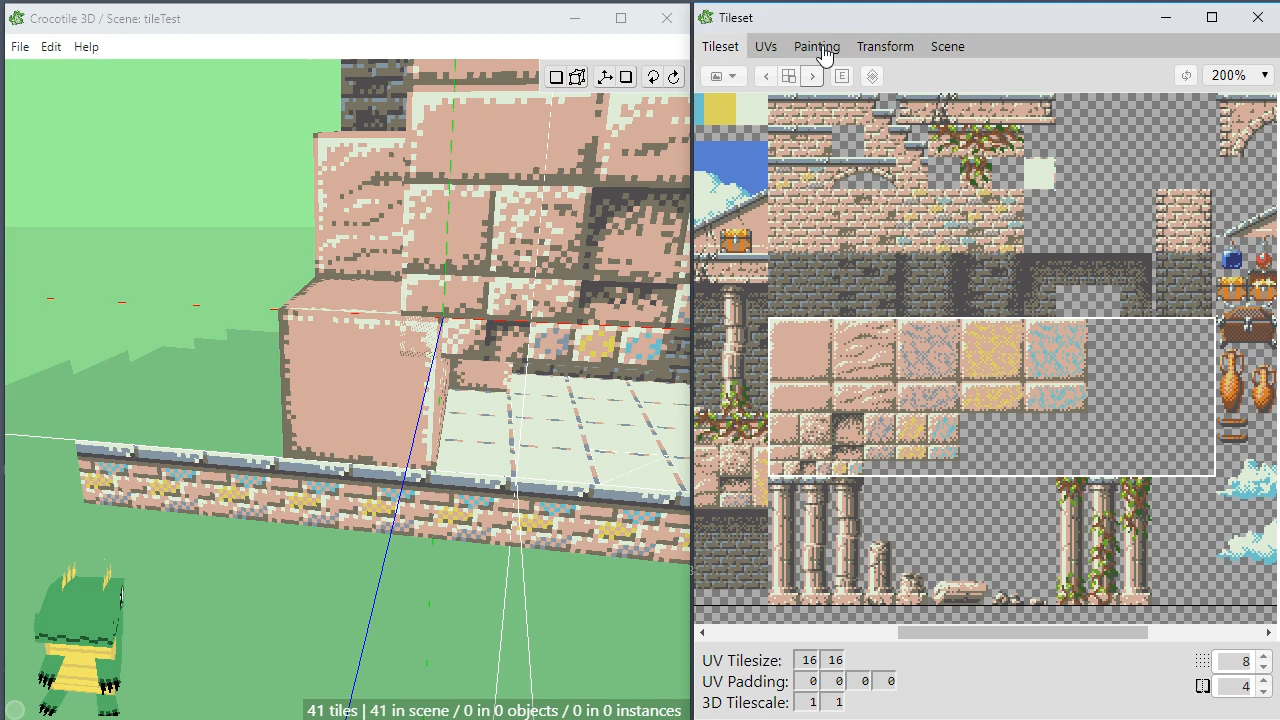 Crocotile 3D / Scene: tileTest
File Edit Help
41 tiles | 41 in scene / 0 in 0 objects / 0 in 0 instances
Tileset
Tileset UVs Painting Transform Scene
E 200%
UV Tilesize: 16 16 8
UV Padding: 0 0 0 0 4
3D Tilescale: 1 1